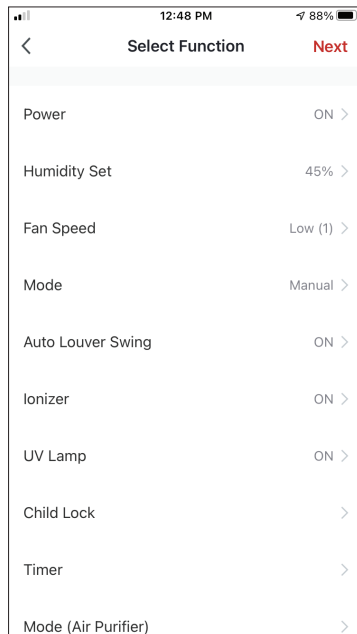 12:48 PM 88%
Select Function Next
Power ON
Humidity Set 45%
Fan Speed Low (1)
Mode Manual
Auto Louver Swing ON
Ionizer ON
UV Lamp ON
Child Lock
Timer
Mode (Air Purifier)